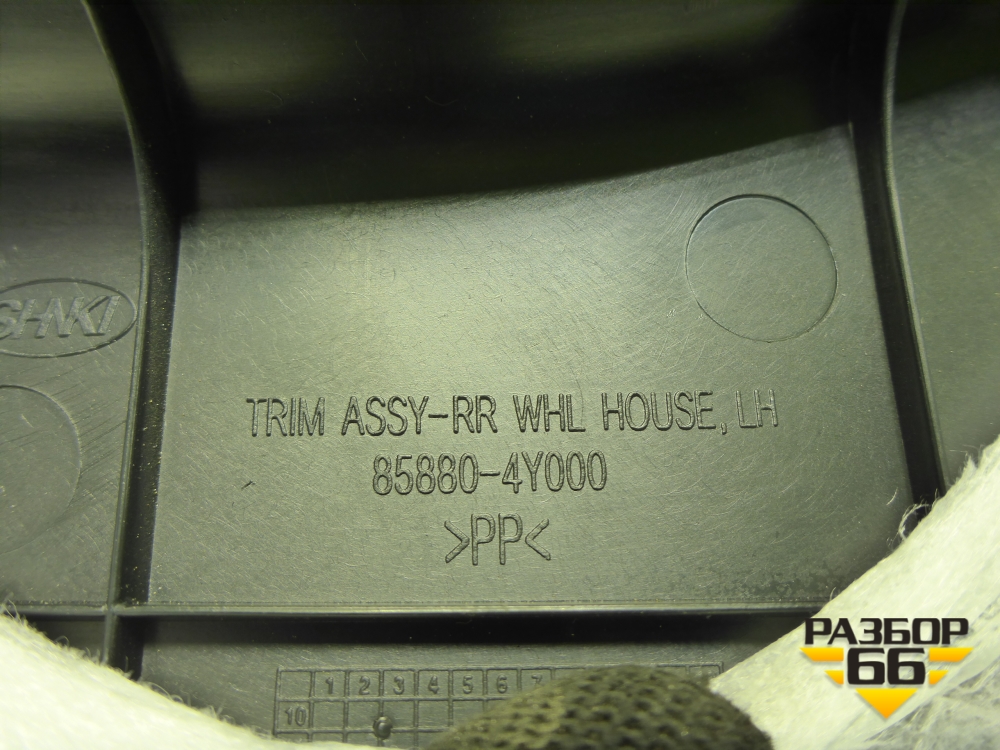 SHNKI
TRIM ASSY-RR WHL HOUSE, LH
85880-4Y000
>PP<
1 2 3 4 5 6 7
10
РАЗБОР
66